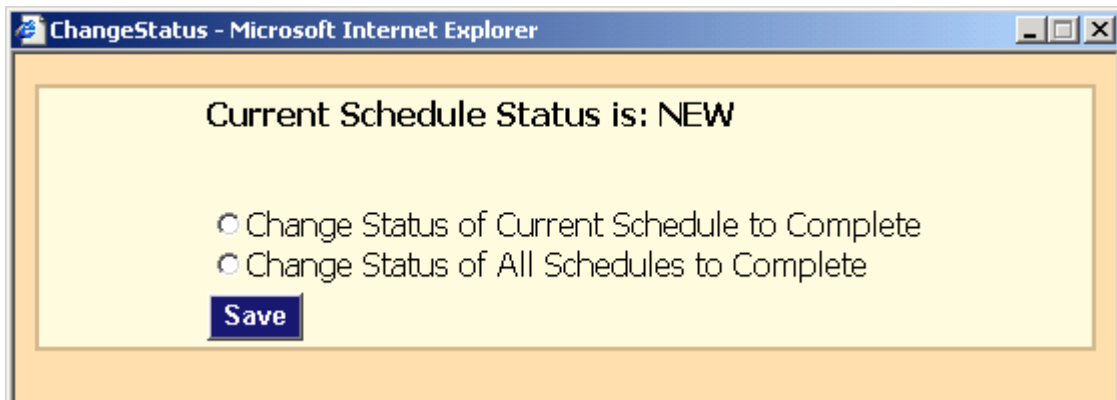 ChangeStatus - Microsoft Internet Explorer
Current Schedule Status is: NEW
Change Status of Current Schedule to Complete
Change Status of All Schedules to Complete
Save